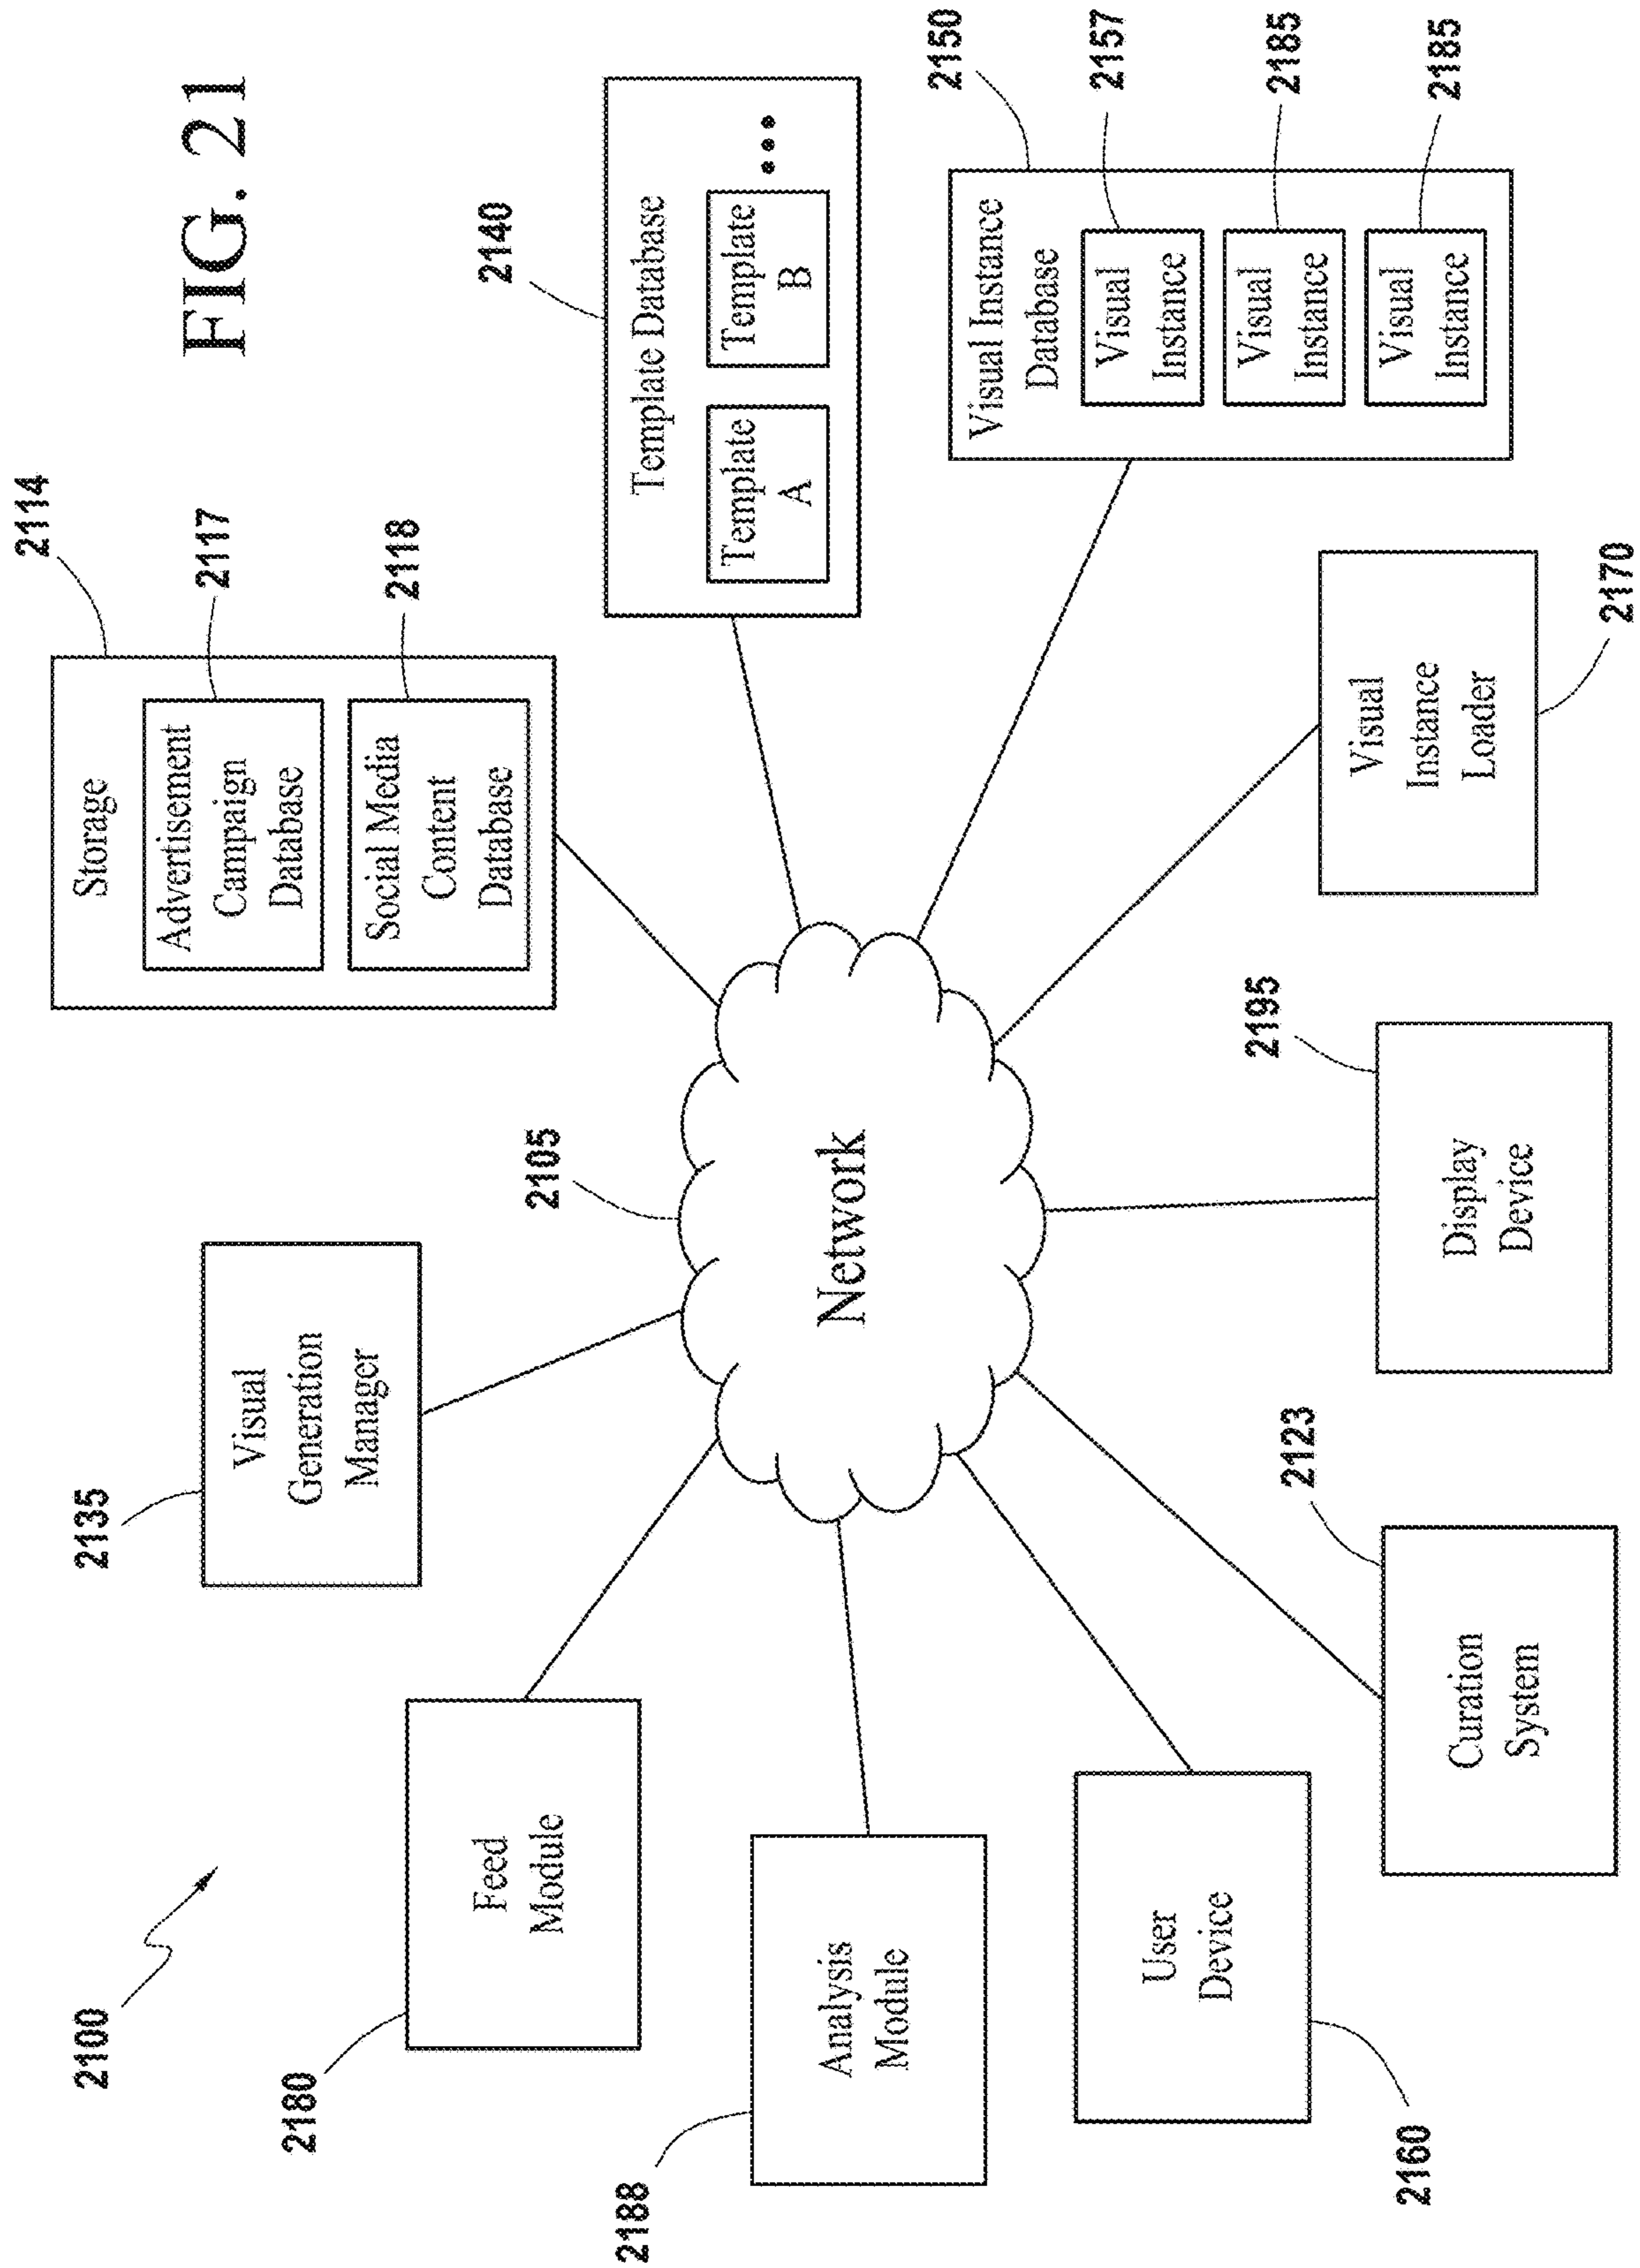 FIG. 21
2100
2135
Visual
Generation
Manager
2114
Storage
Advertisement
Campaign
Database
2117
Social Media
Content
Database
2118
2180
Feed
Module
2105
Network
2140
Template Database
Template
A
Template
B
...
2188
Analysis
Module
2150
Visual Instance
Database
Visual
Instance
2157
Visual
Instance
2185
Visual
Instance
2185
2160
User
Device
2123
Curation
System
2195
Display
Device
Visual
Instance
Loader
2170